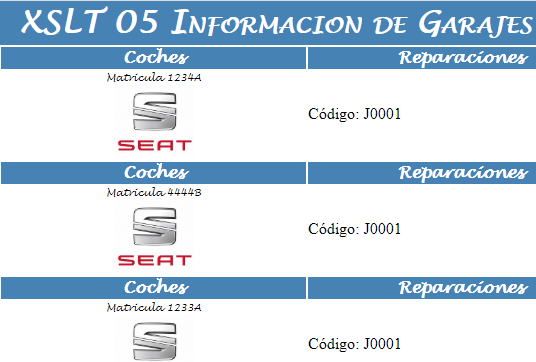 XSLT 05 INFORMACION DE GARAJES
Coches Reparaciones
Matricula 1234A
Código: J0001
SEAT
Coches Reparaciones
Matricula 4444B
Código: J0001
SEAT
Coches Reparaciones
Matricula 1233A
Código: J0001